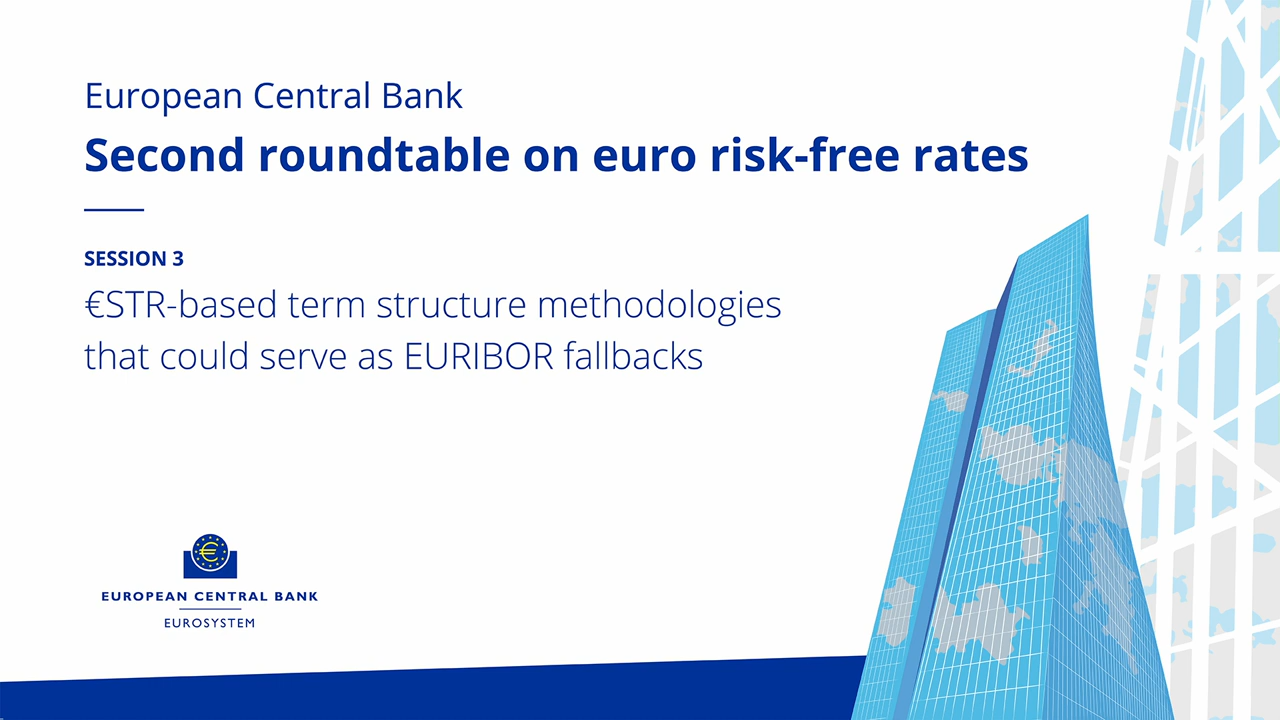 European Central Bank
Second roundtable on euro risk-free rates
SESSION 3
€STR-based term structure methodologies
that could serve as EURIBOR fallbacks
€
EUROPEAN CENTRAL BANK
EUROSYSTEM